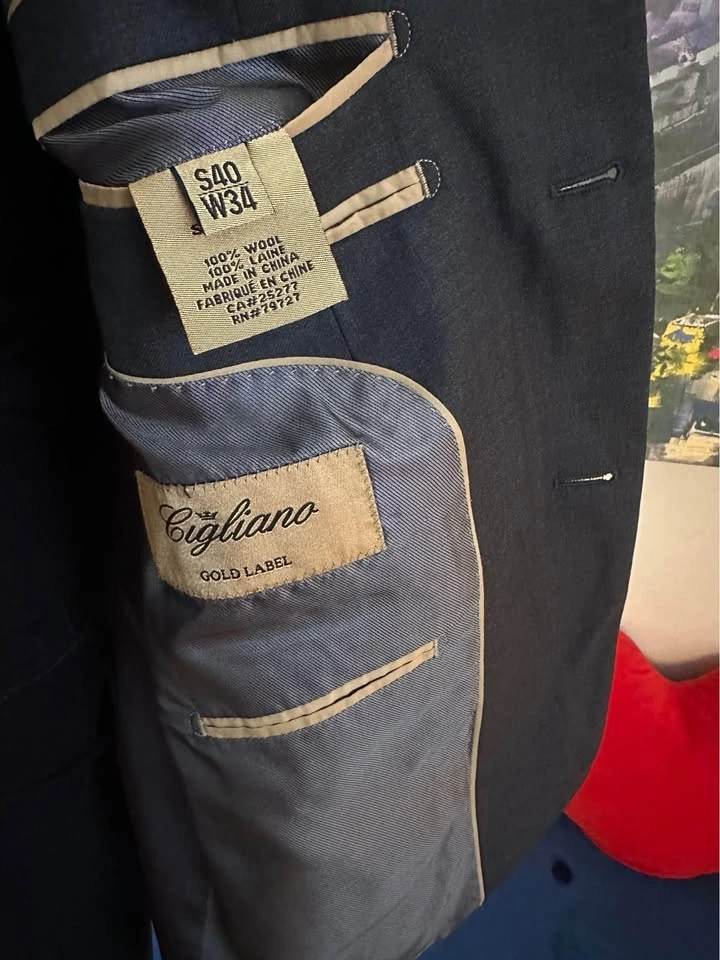 S40
W34
S
100% WOOL
100% LAINE
MADE IN CHINA
FABRIQUÉ EN CHINE
CA#25277
RN#79727
Cigliano
GOLD LABEL